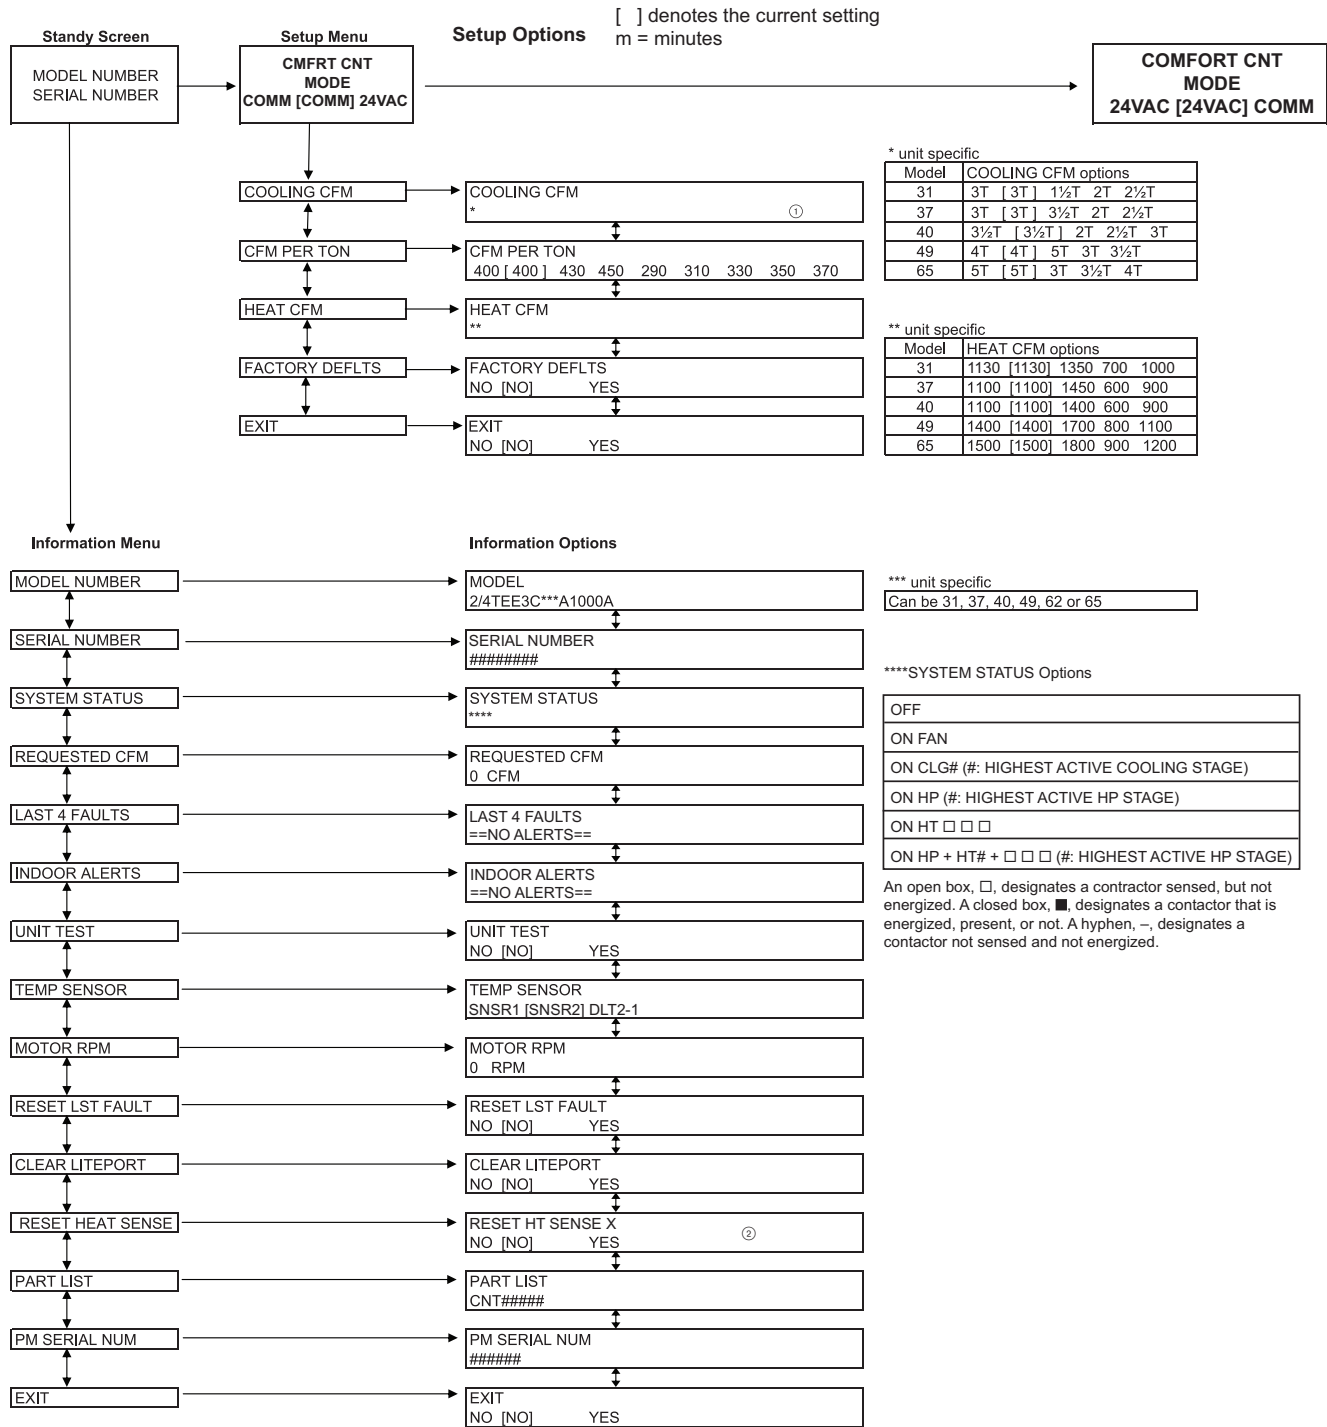 [ ] denotes the current setting
m = minutes
Standy Screen
Setup Menu
Setup Options
MODEL NUMBER
SERIAL NUMBER
CMFRT CNT
MODE
COMM [COMM] 24VAC
COMFORT CNT
MODE
24VAC [24VAC] COMM
COOLING CFM
CFM PER TON
HEAT CFM
FACTORY DEFLTS
EXIT
COOLING CFM
* ①
CFM PER TON
400 [ 400 ] 430 450 290 310 330 350 370
HEAT CFM
**
FACTORY DEFLTS
NO [NO] YES
EXIT
NO [NO] YES
* unit specific
Model COOLING CFM options
31 3T [ 3T ] 1½T 2T 2½T
37 3T [ 3T ] 3½T 2T 2½T
40 3½T [ 3½T ] 2T 2½T 3T
49 4T [ 4T ] 5T 3T 3½T
65 5T [ 5T ] 3T 3½T 4T
** unit specific
Model HEAT CFM options
31 1130 [1130] 1350 700 1000
37 1100 [1100] 1450 600 900
40 1100 [1100] 1400 600 900
49 1400 [1400] 1700 800 1100
65 1500 [1500] 1800 900 1200
Information Menu
MODEL NUMBER
SERIAL NUMBER
SYSTEM STATUS
REQUESTED CFM
LAST 4 FAULTS
INDOOR ALERTS
UNIT TEST
TEMP SENSOR
MOTOR RPM
RESET LST FAULT
CLEAR LITEPORT
RESET HEAT SENSE
PART LIST
PM SERIAL NUM
EXIT
Information Options
MODEL
2/4TEE3C***A1000A
SERIAL NUMBER
########
SYSTEM STATUS
****
REQUESTED CFM
0 CFM
LAST 4 FAULTS
==NO ALERTS==
INDOOR ALERTS
==NO ALERTS==
UNIT TEST
NO [NO] YES
TEMP SENSOR
SNSR1 [SNSR2] DLT2-1
MOTOR RPM
0 RPM
RESET LST FAULT
NO [NO] YES
CLEAR LITEPORT
NO [NO] YES
RESET HT SENSE X ②
NO [NO] YES
PART LIST
CNT#####
PM SERIAL NUM
######
EXIT
NO [NO] YES
*** unit specific
Can be 31, 37, 40, 49, 62 or 65
****SYSTEM STATUS Options
OFF
ON FAN
ON CLG# (#: HIGHEST ACTIVE COOLING STAGE)
ON HP (#: HIGHEST ACTIVE HP STAGE)
ON HT □ □ □
ON HP + HT# + □ □ □ (#: HIGHEST ACTIVE HP STAGE)
An open box, □, designates a contractor sensed, but not
energized. A closed box, ■, designates a contactor that is
energized, present, or not. A hyphen, –, designates a
contactor not sensed and not energized.